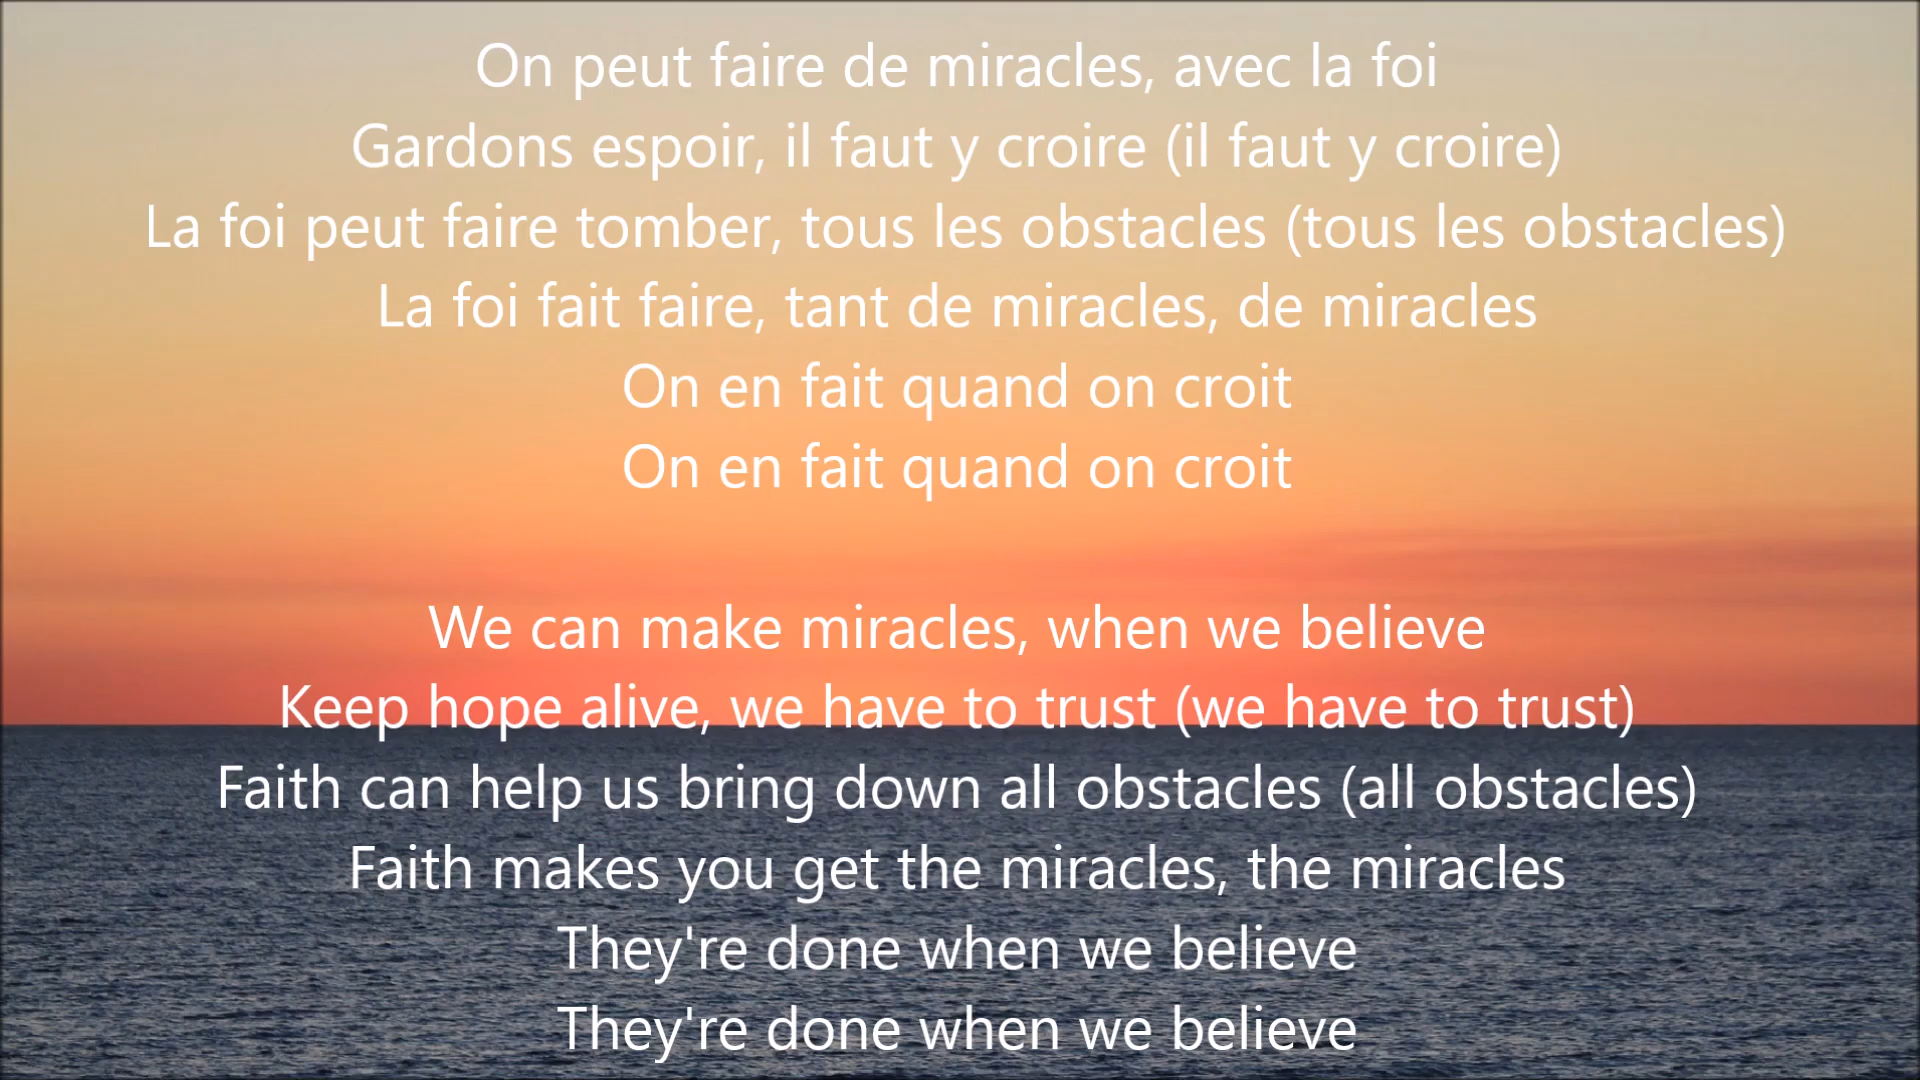 On peut faire de miracles, avec la foi
Gardons espoir, il faut y croire (il faut y croire)
La foi peut faire tomber, tous les obstacles (tous les obstacles)
La foi fait faire, tant de miracles, de miracles
On en fait quand on croit
On en fait quand on croit
We can make miracles, when we believe
Keep hope alive, we have to trust (we have to trust)
Faith can help us bring down all obstacles (all obstacles)
Faith makes you get the miracles, the miracles
They're done when we believe
They're done when we believe